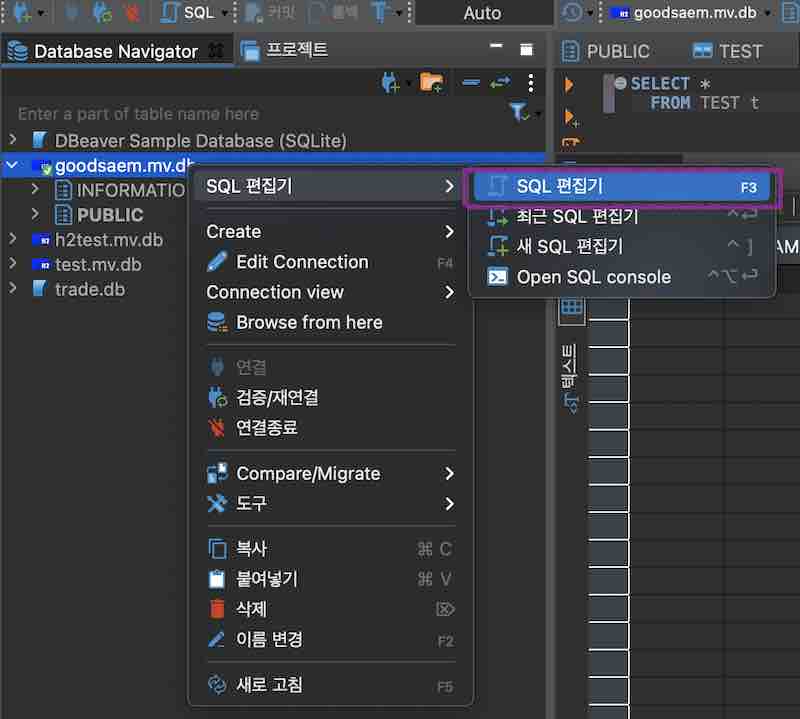 SQL
커밋
롤백
Auto
goodsaem.mv.db
Database Navigator
프로젝트
PUBLIC
TEST
Enter a part of table name here
SELECT *
FROM TEST t
DBeaver Sample Database (SQLite)
goodsaem.mv.db
INFORMATIO
PUBLIC
h2test.mv.db
test.mv.db
trade.db
SQL 편집기
Create
Edit Connection F4
Connection view
Browse from here
연결
검증/재연결
연결종료
Compare/Migrate
도구
복사 ⌘ C
붙여넣기 ⌘ V
삭제 ⌦
이름 변경 F2
새로 고침 F5
SQL 편집기 F3
최근 SQL 편집기 ^↩
새 SQL 편집기 ^ ]
Open SQL console ^⌥↩
AM
텍스트